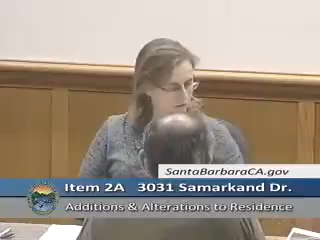 SantaBarbaraCA.gov
Item 2A 3031 Samarkand Dr.
Additions & Alterations to Residence